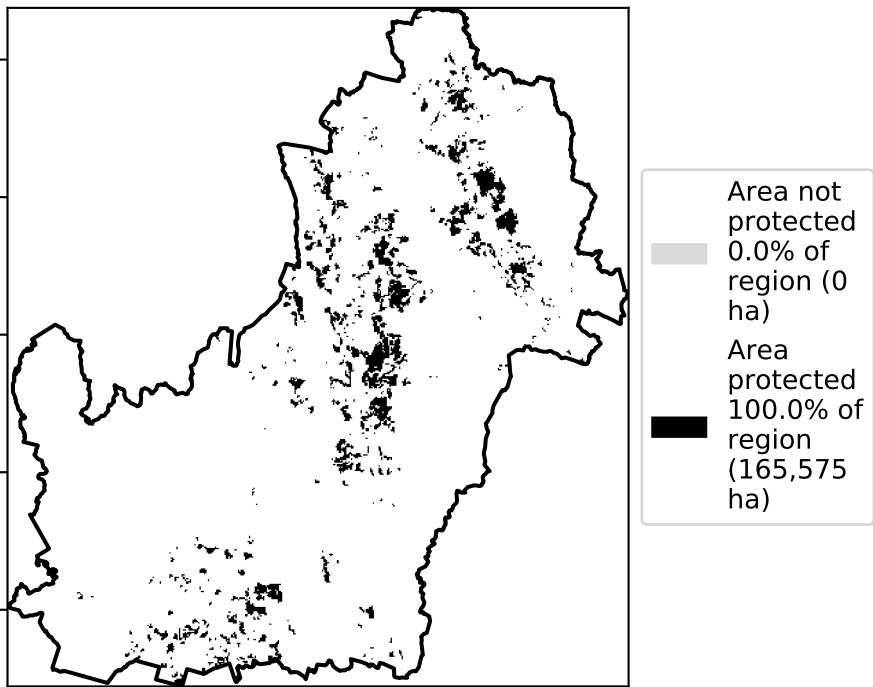 Area not
protected
0.0% of
region (0
ha)
Area
protected
100.0% of
region
(165,575
ha)